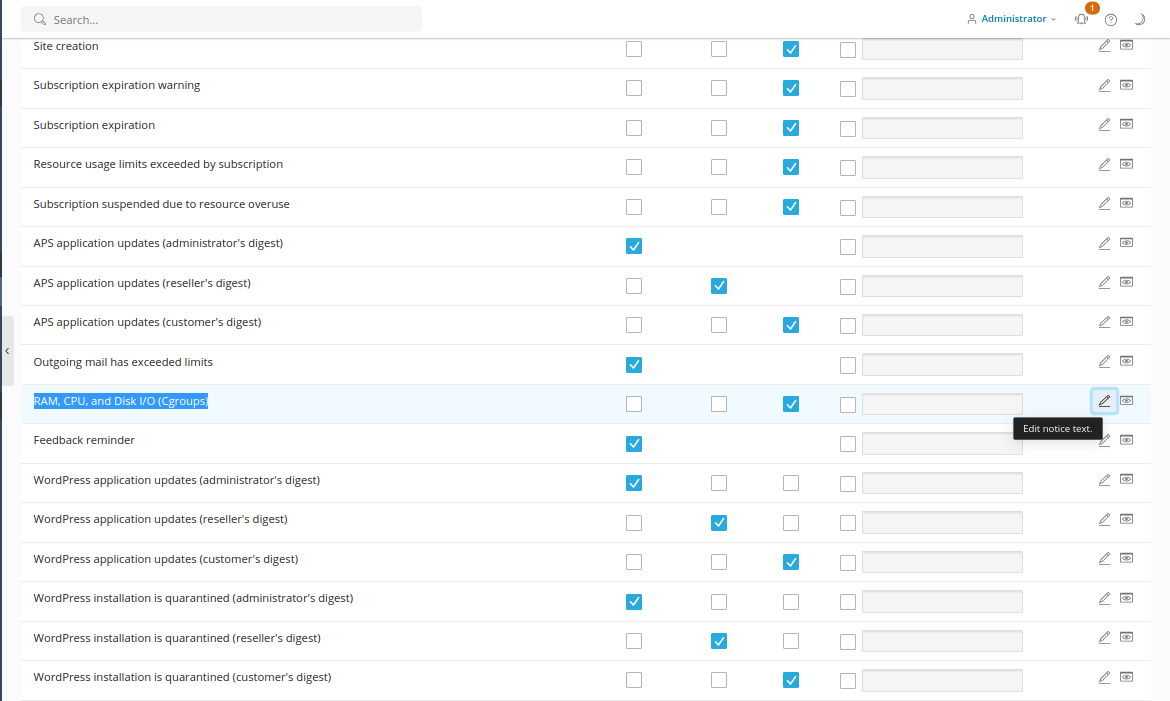 Search...
Administrator
1
Site creation
Subscription expiration warning
Subscription expiration
Resource usage limits exceeded by subscription
Subscription suspended due to resource overuse
APS application updates (administrator's digest)
APS application updates (reseller's digest)
APS application updates (customer's digest)
Outgoing mail has exceeded limits
RAM, CPU, and Disk I/O (Cgroups)
Edit notice text.
Feedback reminder
WordPress application updates (administrator's digest)
WordPress application updates (reseller's digest)
WordPress application updates (customer's digest)
WordPress installation is quarantined (administrator's digest)
WordPress installation is quarantined (reseller's digest)
WordPress installation is quarantined (customer's digest)